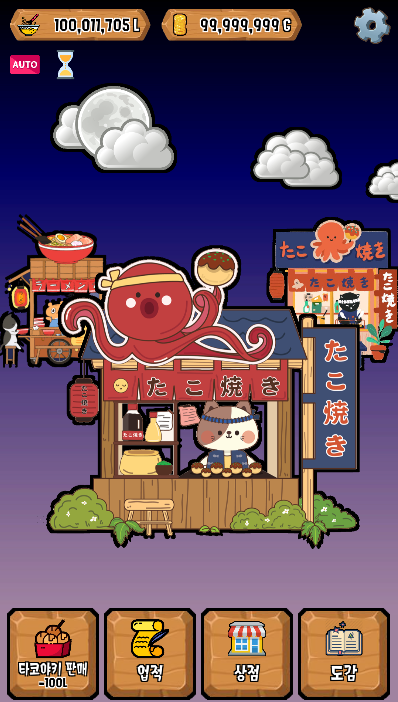 100,011,705 L
99,999,999 C
AUTO
たこ焼き
たこ焼き
たこ焼き
ラーメン
たこ焼き
たこ焼き
타코야키 판매
-100L
업적
상점
도감